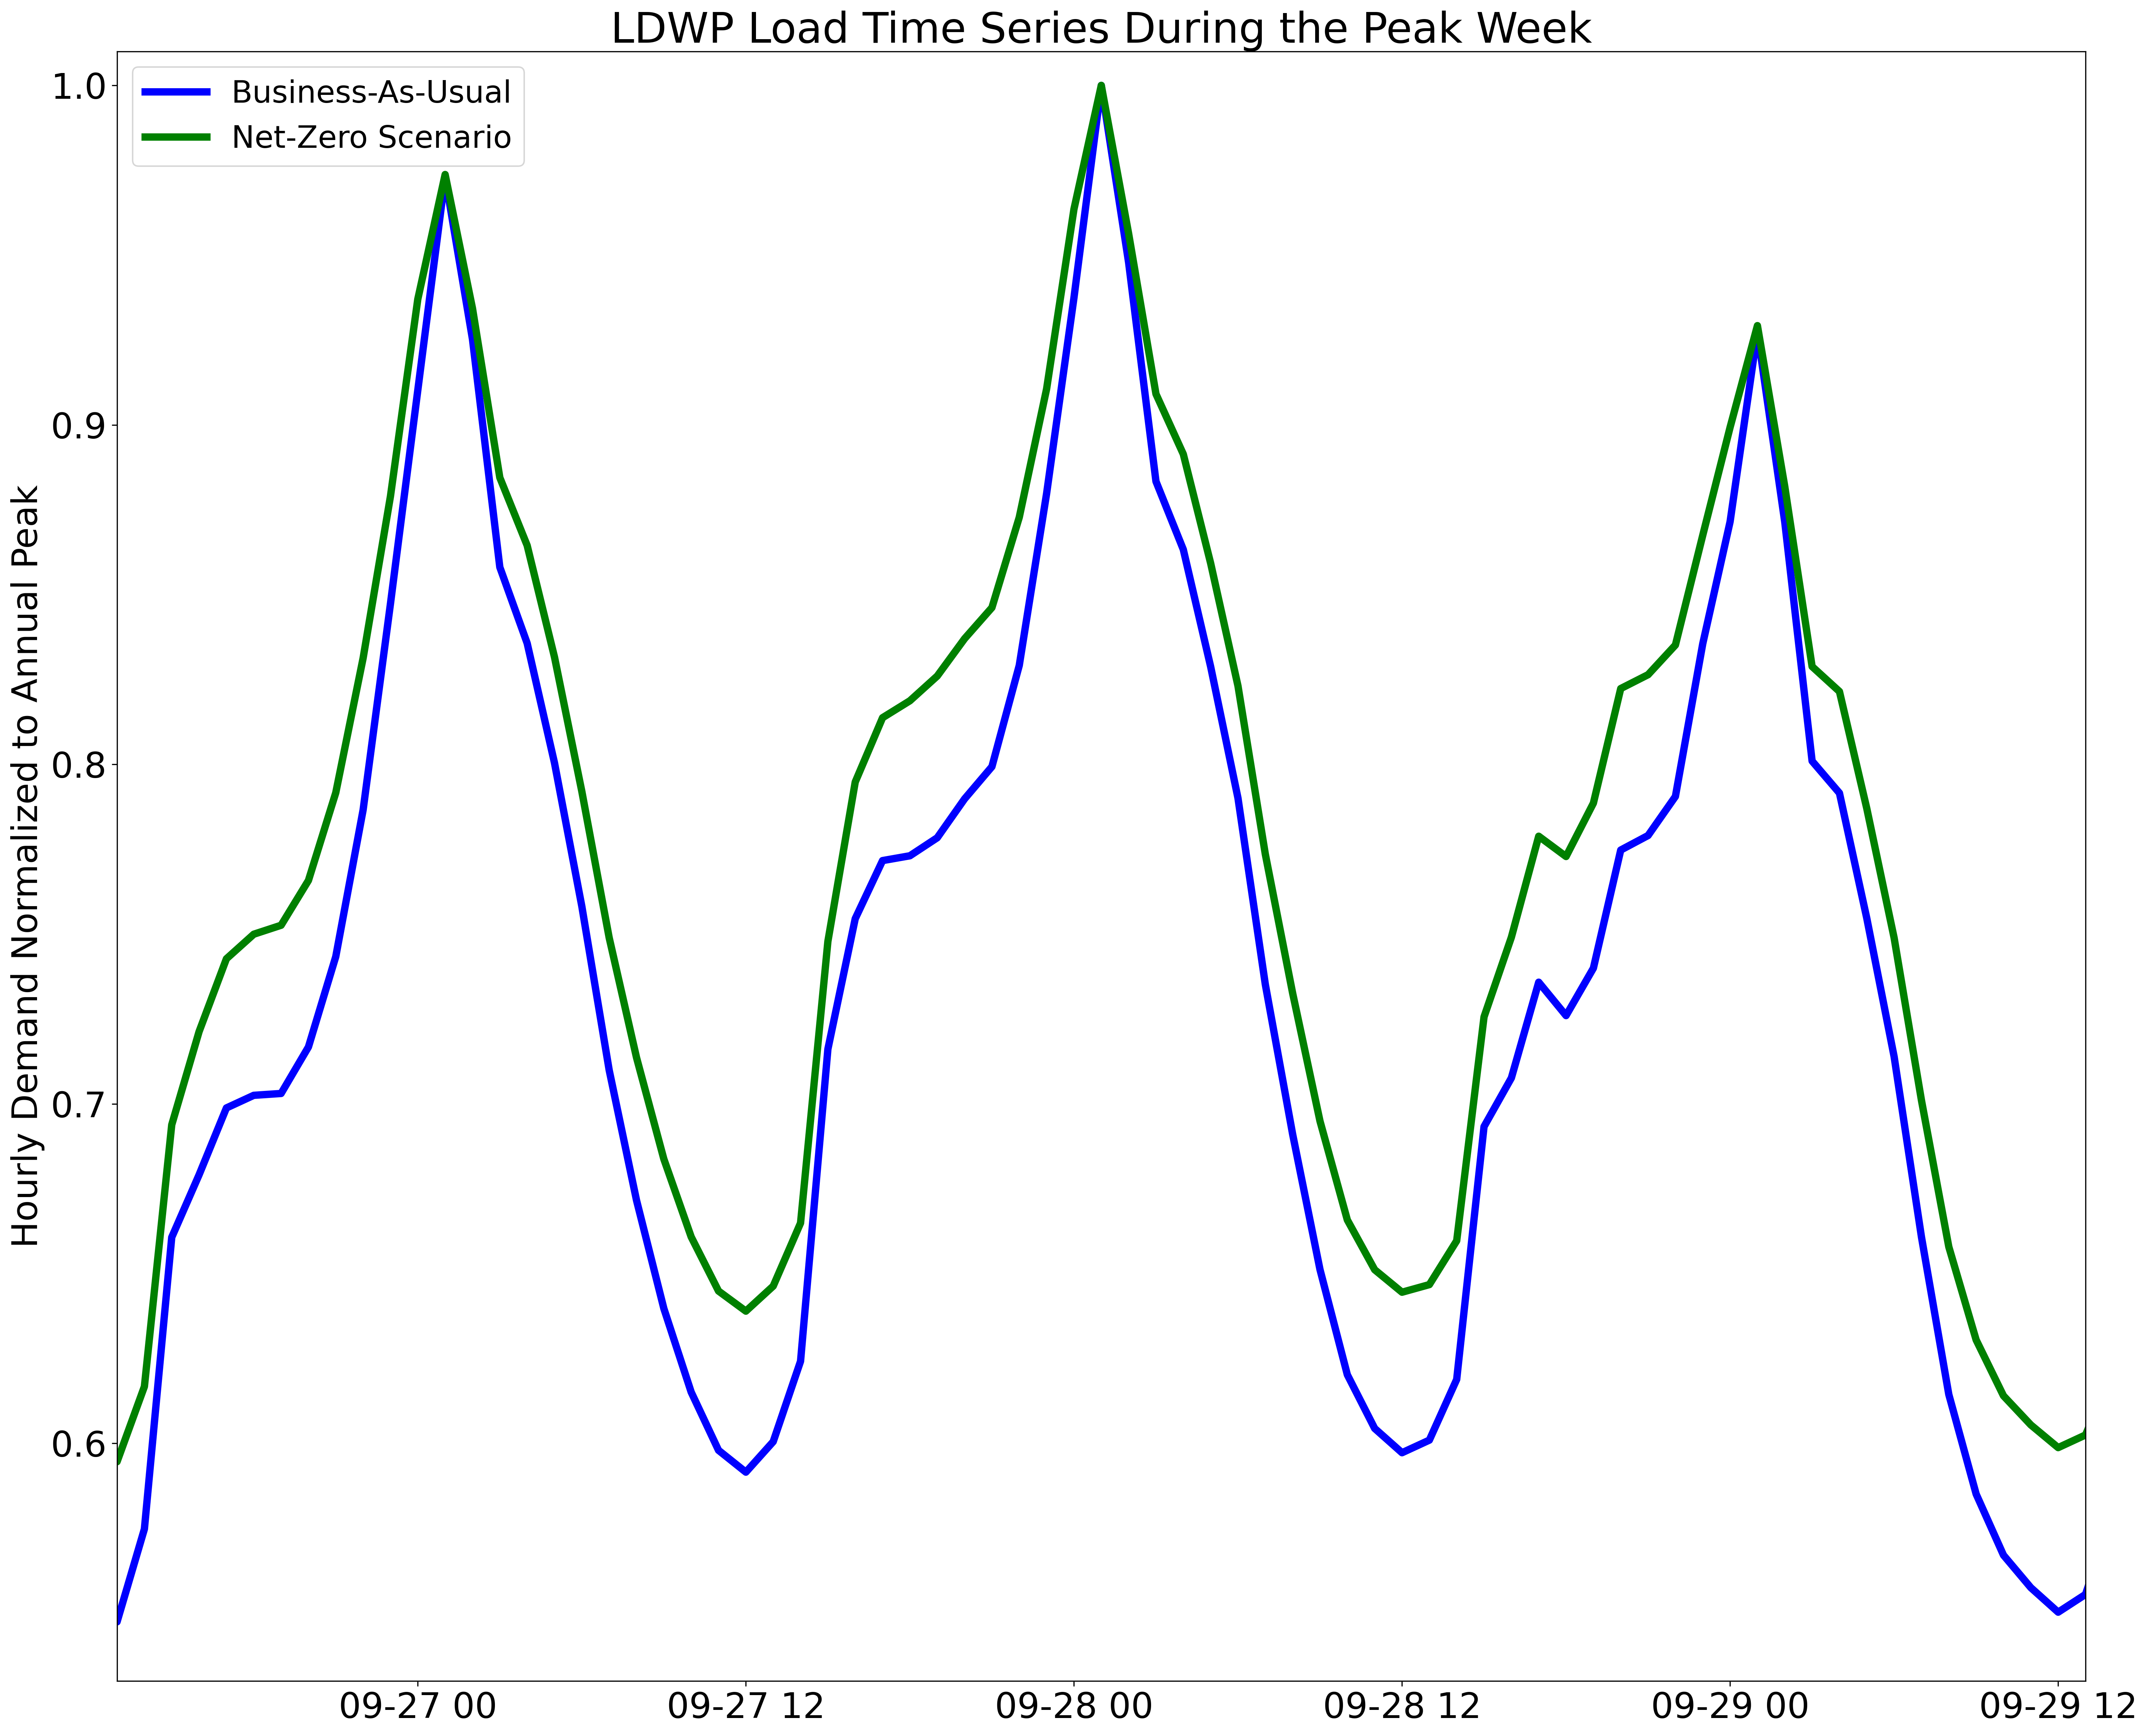 LDWP Load Time Series During the Peak Week
Business-As-Usual
Net-Zero Scenario
Hourly Demand Normalized to Annual Peak
1.0
0.9
0.8
0.7
0.6
09-27 00
09-27 12
09-28 00
09-28 12
09-29 00
09-29 12